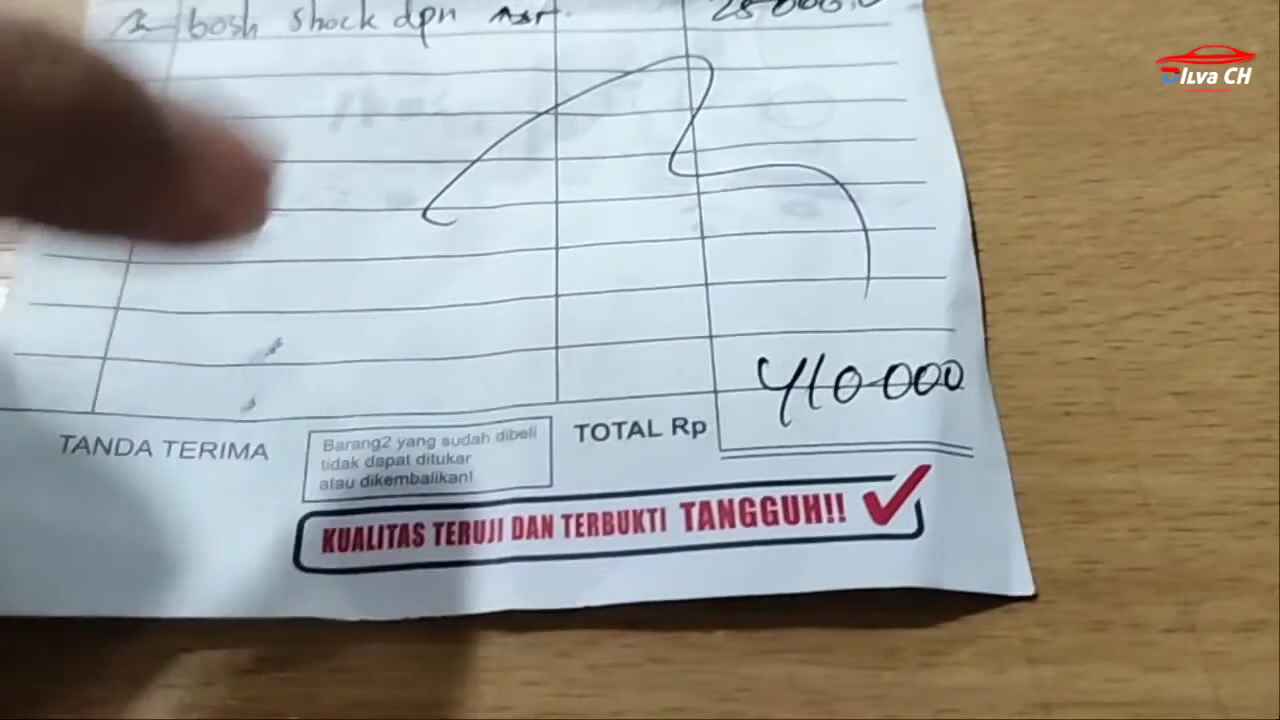 bosh shock dpn
DILVA CH
410.000
TANDA TERIMA
Barang2 yang sudah dibeli
tidak dapat ditukar
atau dikembalikan!
TOTAL Rp
KUALITAS TERUJI DAN TERBUKTI TANGGUH!!